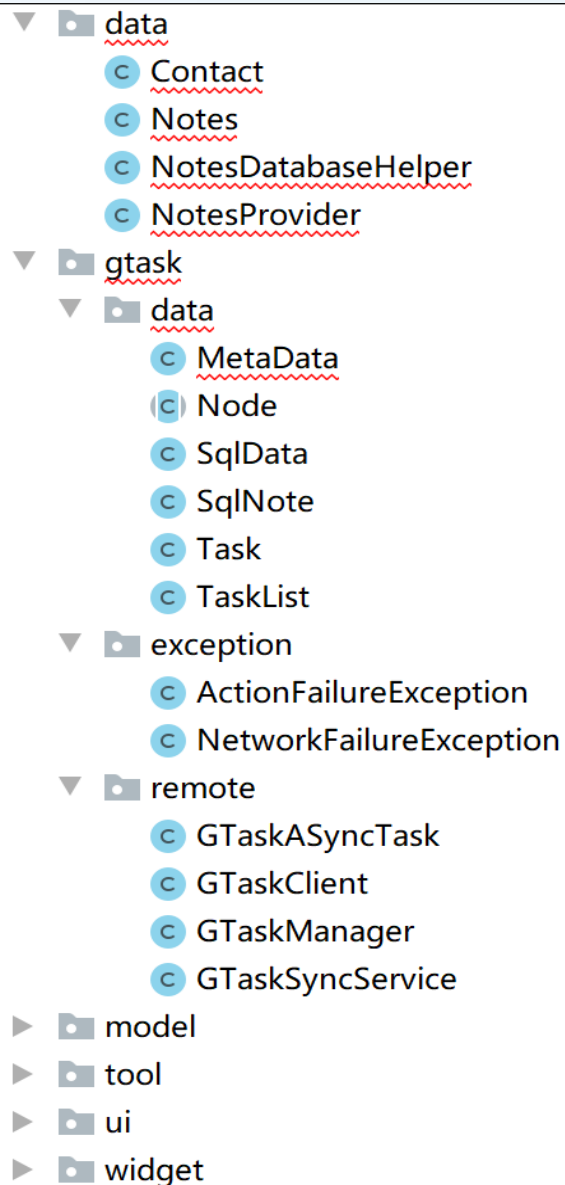 data
C Contact
C Notes
C NotesDatabaseHelper
C NotesProvider
gtask
data
C MetaData
C Node
C SqlData
C SqlNote
C Task
C TaskList
exception
C ActionFailureException
C NetworkFailureException
remote
C GTaskASyncTask
C GTaskClient
C GTaskManager
C GTaskSyncService
model
tool
ui
widget